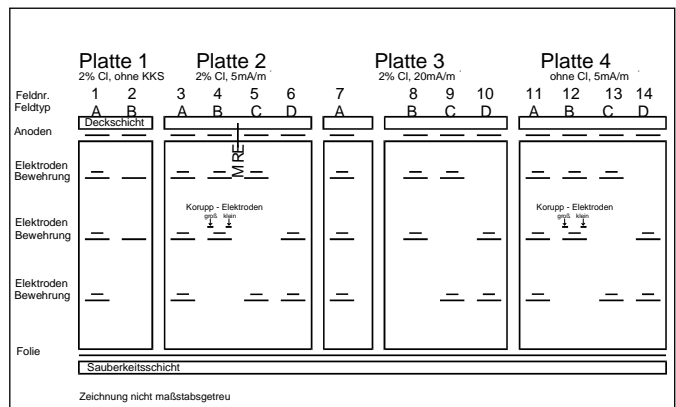 Platte 1 Platte 2 Platte 3 Platte 4
2% Cl, ohne KKS 2% Cl, 5mA/m 2% Cl, 20mA/m ohne Cl, 5mA/m
Feldnr. 1 2 3 4 5 6 7 8 9 10 11 12 13 14
Feldtyp A B A B C D A B C D A B C D
Deckschicht
Anoden
MRE
Elektroden
Bewehrung
Korupp - Elektroden Korupp - Elektroden
groß klein groß klein
Elektroden
Bewehrung
Elektroden
Bewehrung
Folie
Sauberkeitsschicht
Zeichnung nicht maßstabsgetreu